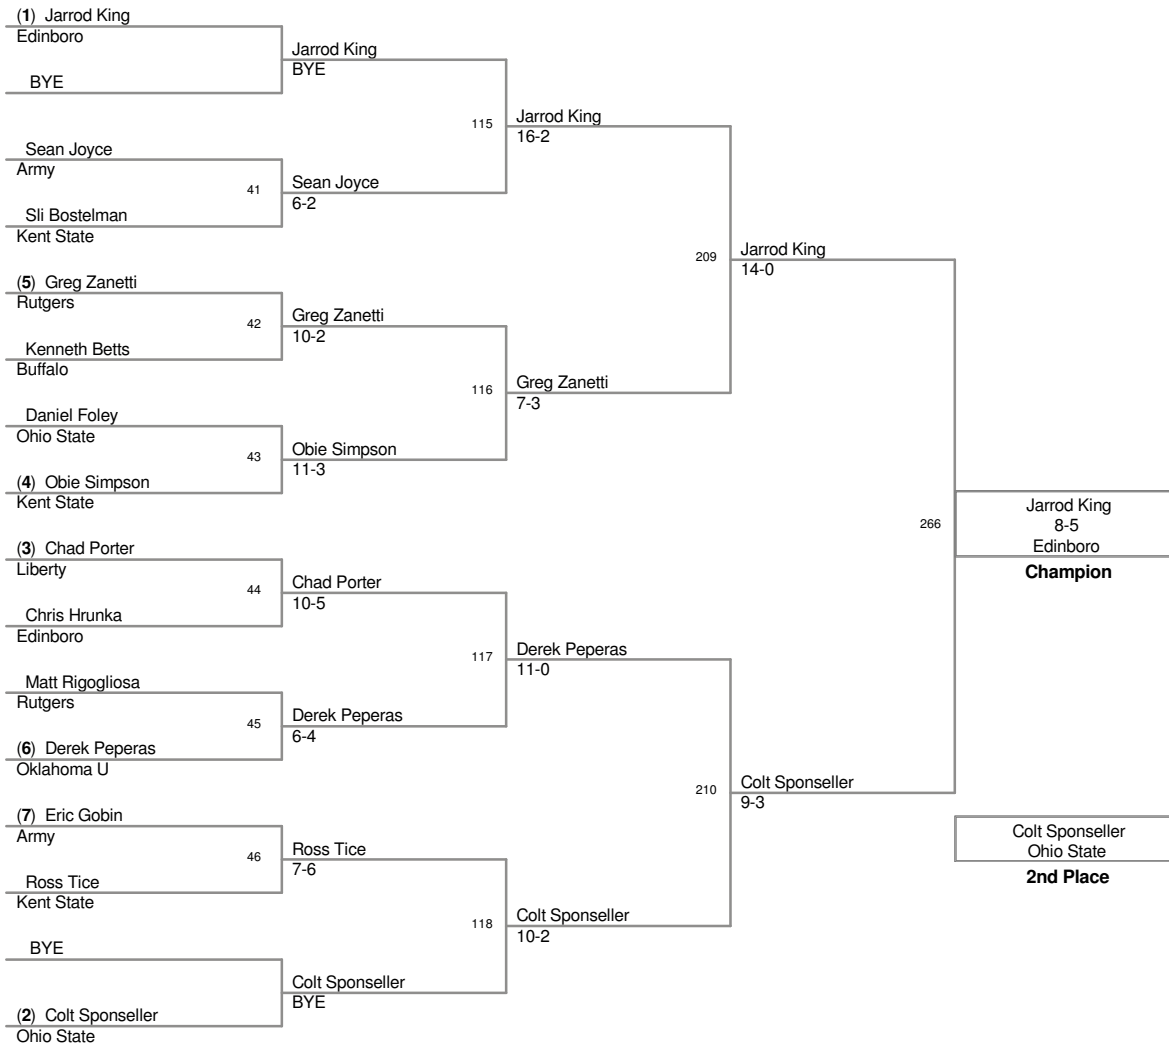 (1) Jarrod King
Edinboro
BYE
Sean Joyce
Army
Sli Bostelman
Kent State
(5) Greg Zanetti
Rutgers
Kenneth Betts
Buffalo
Daniel Foley
Ohio State
(4) Obie Simpson
Kent State
(3) Chad Porter
Liberty
Chris Hrunka
Edinboro
Matt Rigogliosa
Rutgers
(6) Derek Peperas
Oklahoma U
(7) Eric Gobin
Army
Ross Tice
Kent State
BYE
(2) Colt Sponseller
Ohio State
41
42
43
44
45
46
Jarrod King
BYE
Sean Joyce
6-2
Greg Zanetti
10-2
Obie Simpson
11-3
Chad Porter
10-5
Derek Peperas
6-4
Ross Tice
7-6
Colt Sponseller
BYE
115
116
117
118
Jarrod King
16-2
Greg Zanetti
7-3
Derek Peperas
11-0
Colt Sponseller
10-2
209
210
Jarrod King
14-0
Colt Sponseller
9-3
266
Jarrod King
8-5
Edinboro
Champion
Colt Sponseller
Ohio State
2nd Place